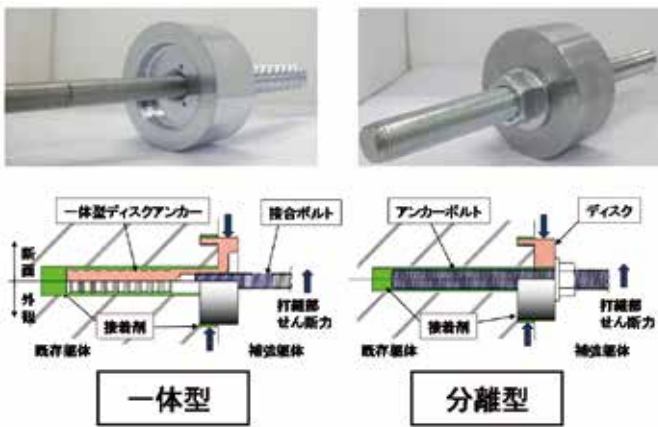 一体型ディスクアンカー
接合ボルト
断面
外観
接着剤
既存躯体
補強躯体
打継部
せん断力
一体型
アンカーボルト
ディスク
接着剤
既存躯体
補強躯体
打継部
せん断力
分離型